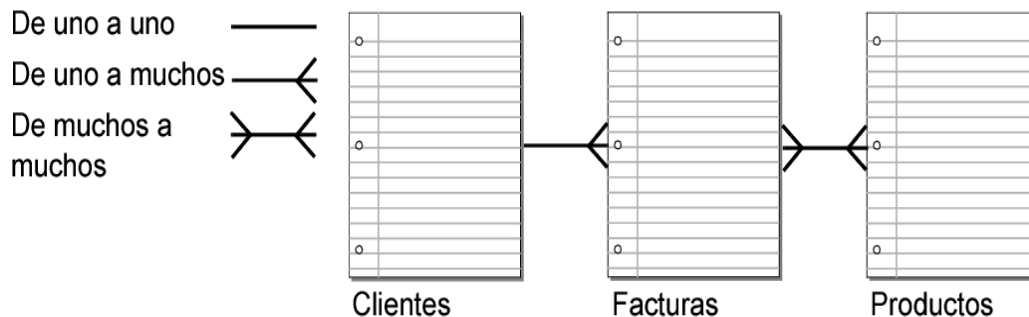 De uno a uno
De uno a muchos
De muchos a
muchos
Clientes
Facturas
Productos